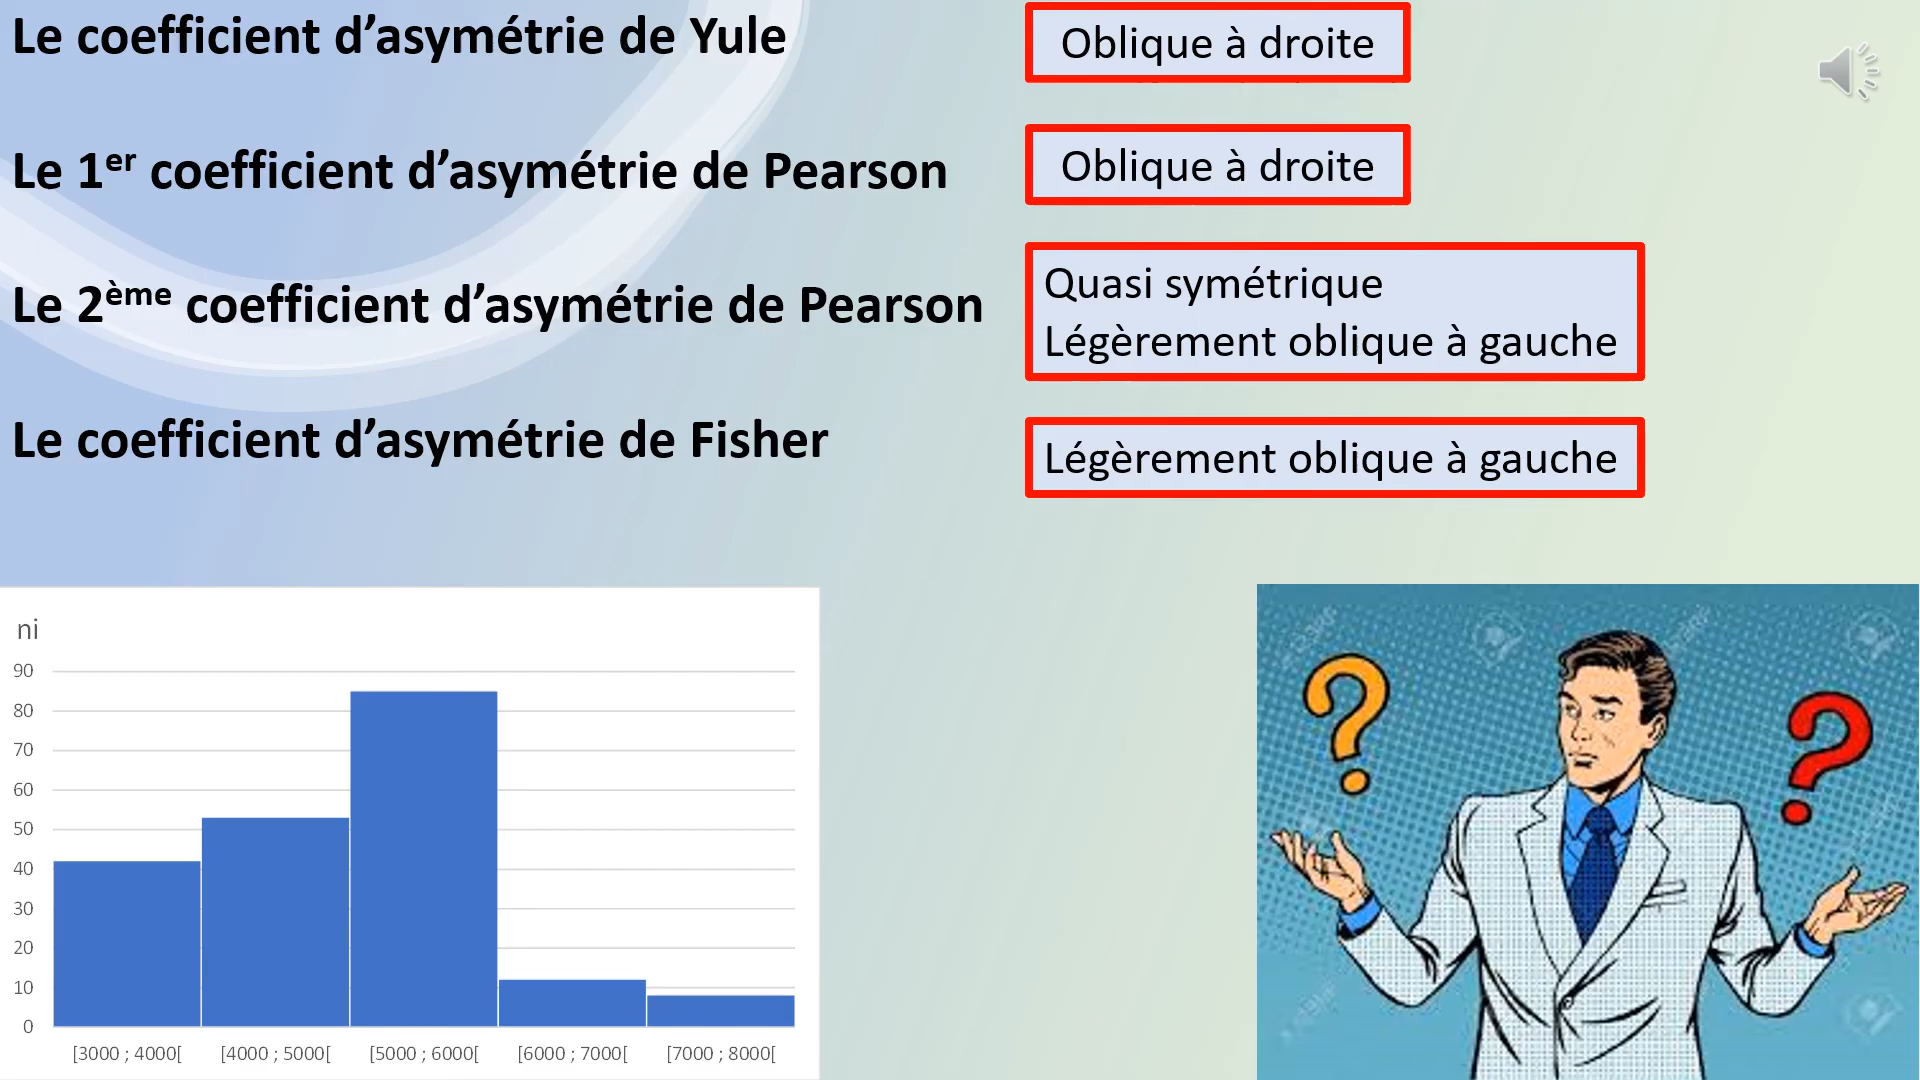 Le coefficient d’asymétrie de Yule
Oblique à droite
Le 1er coefficient d’asymétrie de Pearson
Oblique à droite
Le 2ème coefficient d’asymétrie de Pearson
Quasi symétrique
Légèrement oblique à gauche
Le coefficient d’asymétrie de Fisher
Légèrement oblique à gauche
ni
90
80
70
60
50
40
30
20
10
0
[3000 ; 4000[ [4000 ; 5000[ [5000 ; 6000[ [6000 ; 7000[ [7000 ; 8000[
? ?